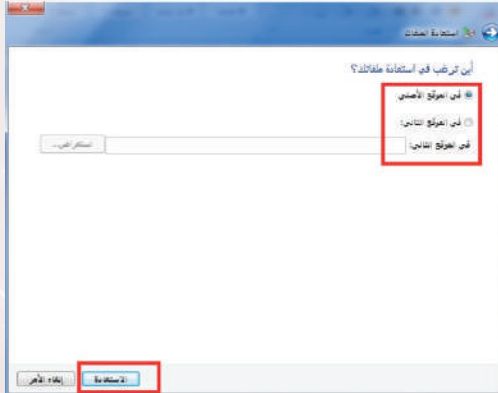 استعادة الملفات
أين ترغب في استعادة ملفاتك؟
في الموقع الأصلي
في الموقع التالي:
في الموقع التالي:
استعراض...
الاستعادة
إلغاء الأمر